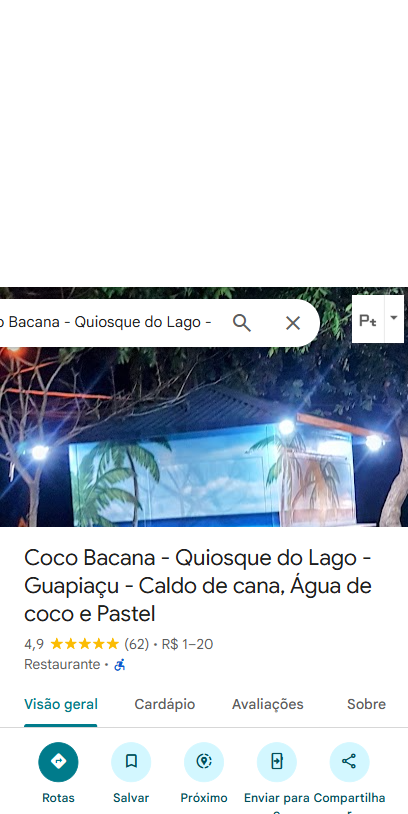 o Bacana - Quiosque do Lago -
Coco Bacana - Quiosque do Lago -
Guapiaçu - Caldo de cana, Água de
coco e Pastel
4,9 ★★★★★ (62) • R$ 1–20
Restaurante •
Visão geral Cardápio Avaliações Sobre
Rotas Salvar Próximo Enviar para Compartilha